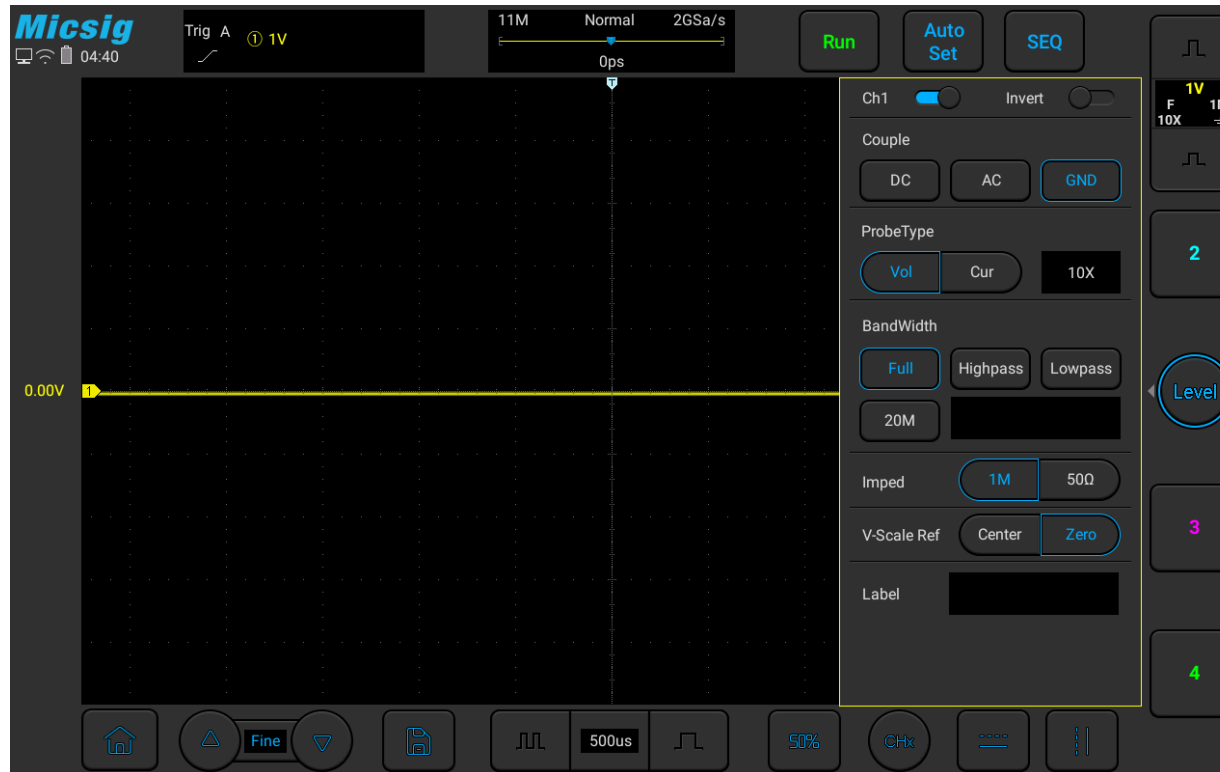 Micsig
04:40
Trig A ① 1V
11M Normal 2GSa/s
0ps
Run
Auto
Set
SEQ
T
1V
F
10X
Ch1 Invert
Couple
DC AC GND
ProbeType
Vol Cur 10X
BandWidth
Full Highpass Lowpass
20M
0.00V 1
Imped 1M 50Ω
V-Scale Ref Center Zero
Label
2
Level
3
4
Fine
500us
50%
CHx